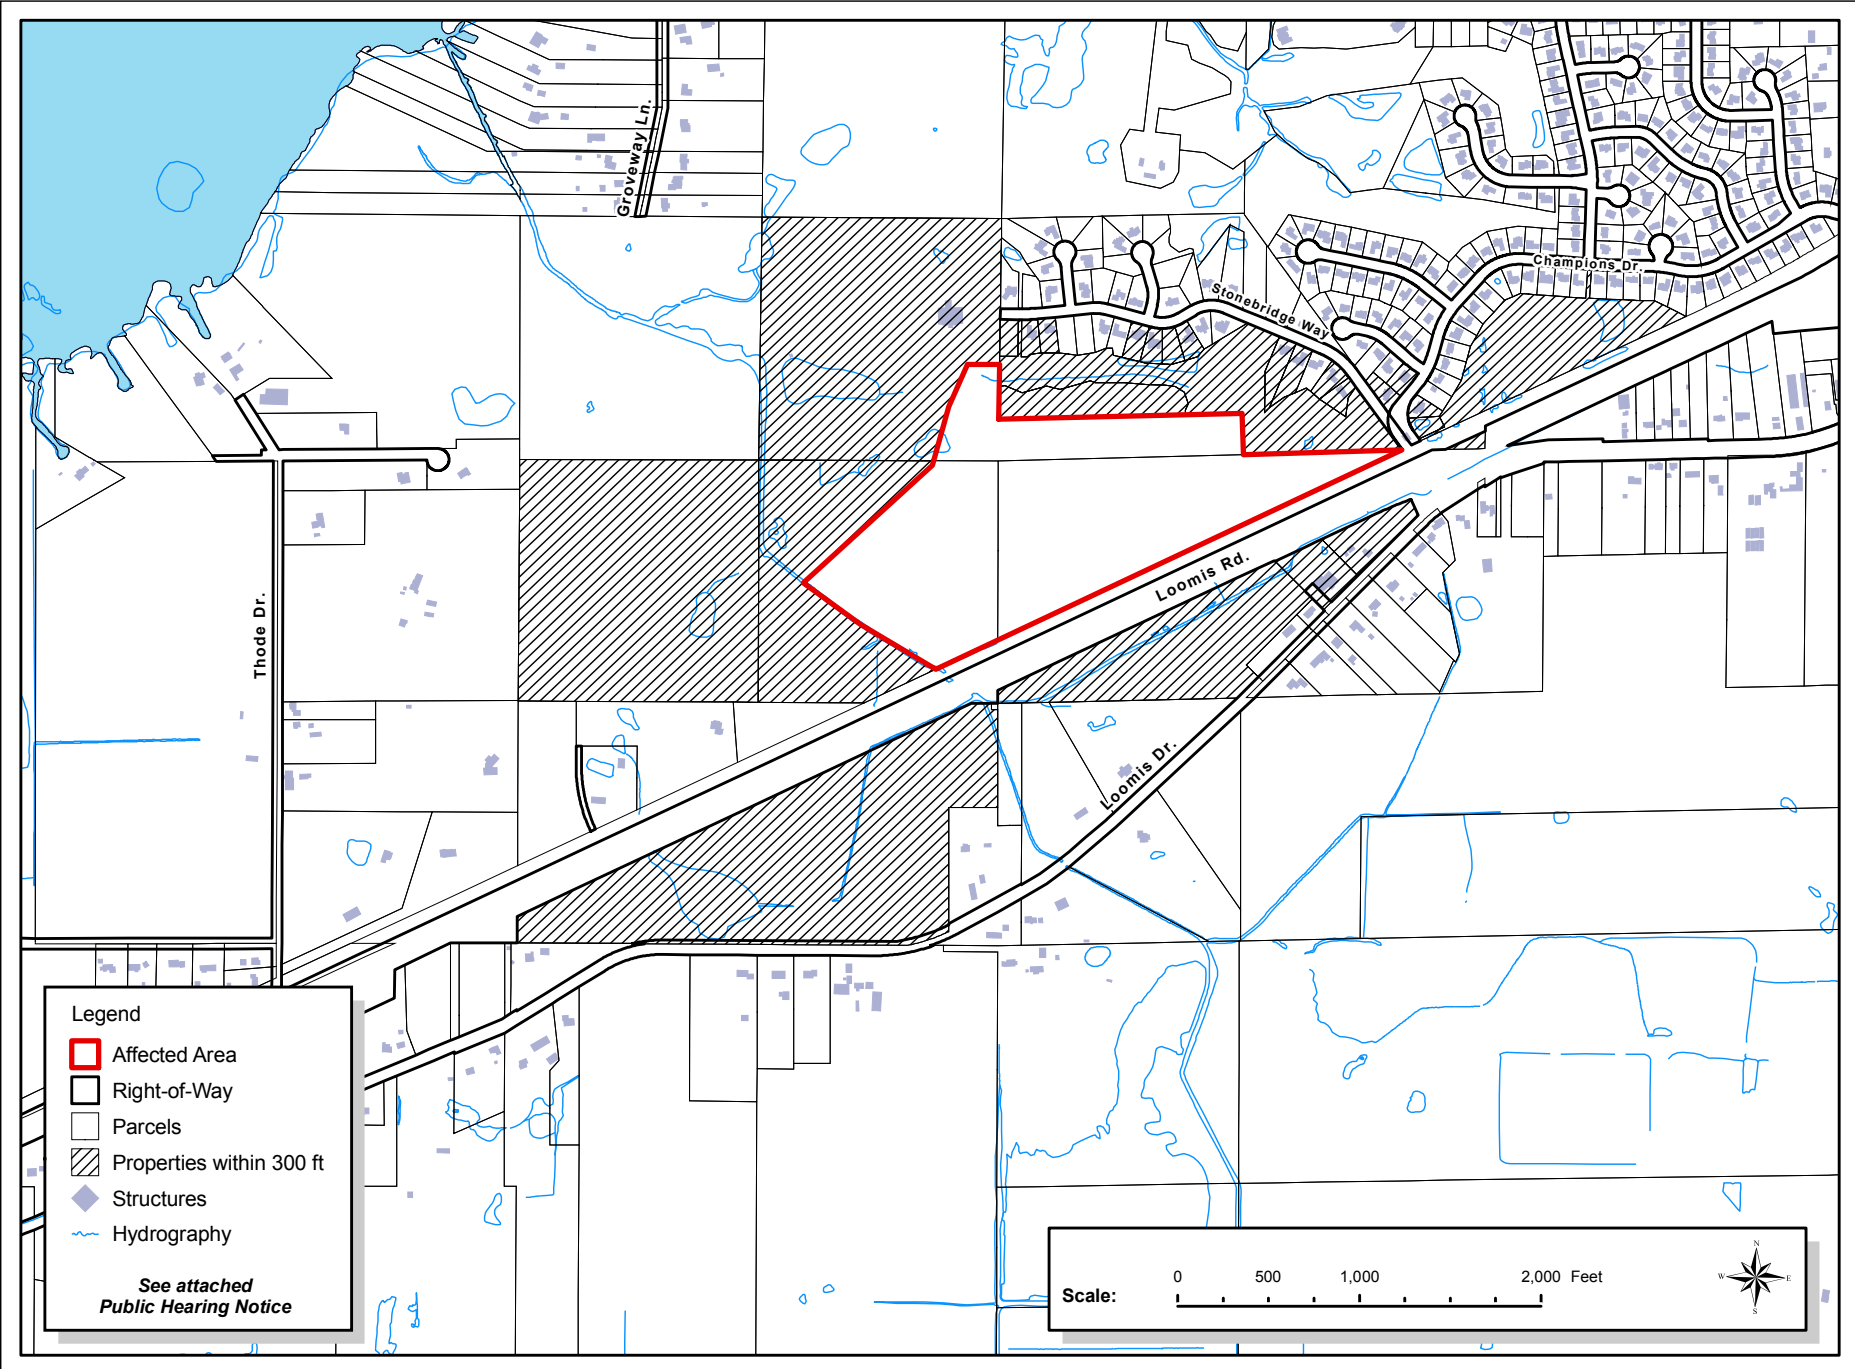 Groveway Ln.
Champions Dr.
Stonebridge Way
Loomis Rd.
Thode Dr.
Loomis Dr.
Legend
Affected Area
Right-of-Way
Parcels
Properties within 300 ft
Structures
Hydrography
See attached
Public Hearing Notice
Scale:
0 500 1,000 2,000 Feet
N
W E
S